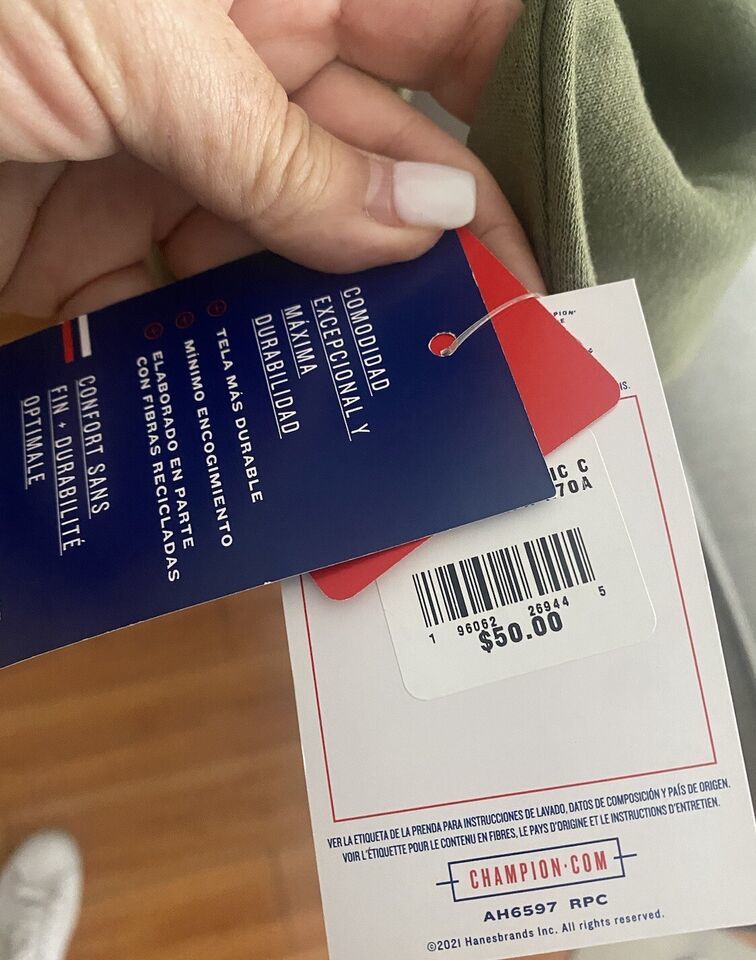 COMODIDAD
EXCEPCIONAL Y
MÁXIMA
DURABILIDAD
TELA MÁS DURABLE
MÍNIMO ENCOGIMIENTO
ELABORADO EN PARTE
CON FIBRAS RECICLADAS
CONFORT SANS
FIN + DURABILITÉ
OPTIMALE
IC C
70A
1 96062 26944 5
$50.00
VER LA ETIQUETA DE LA PRENDA PARA INSTRUCCIONES DE LAVADO, DATOS DE COMPOSICIÓN Y PAÍS DE ORIGEN.
VOIR L'ÉTIQUETTE POUR LE CONTENU EN FIBRES, LE PAYS D'ORIGINE ET LE INSTRUCTIONS D'ENTRETIEN.
CHAMPION·COM
AH6597 RPC
©2021 Hanesbrands Inc. All rights reserved.